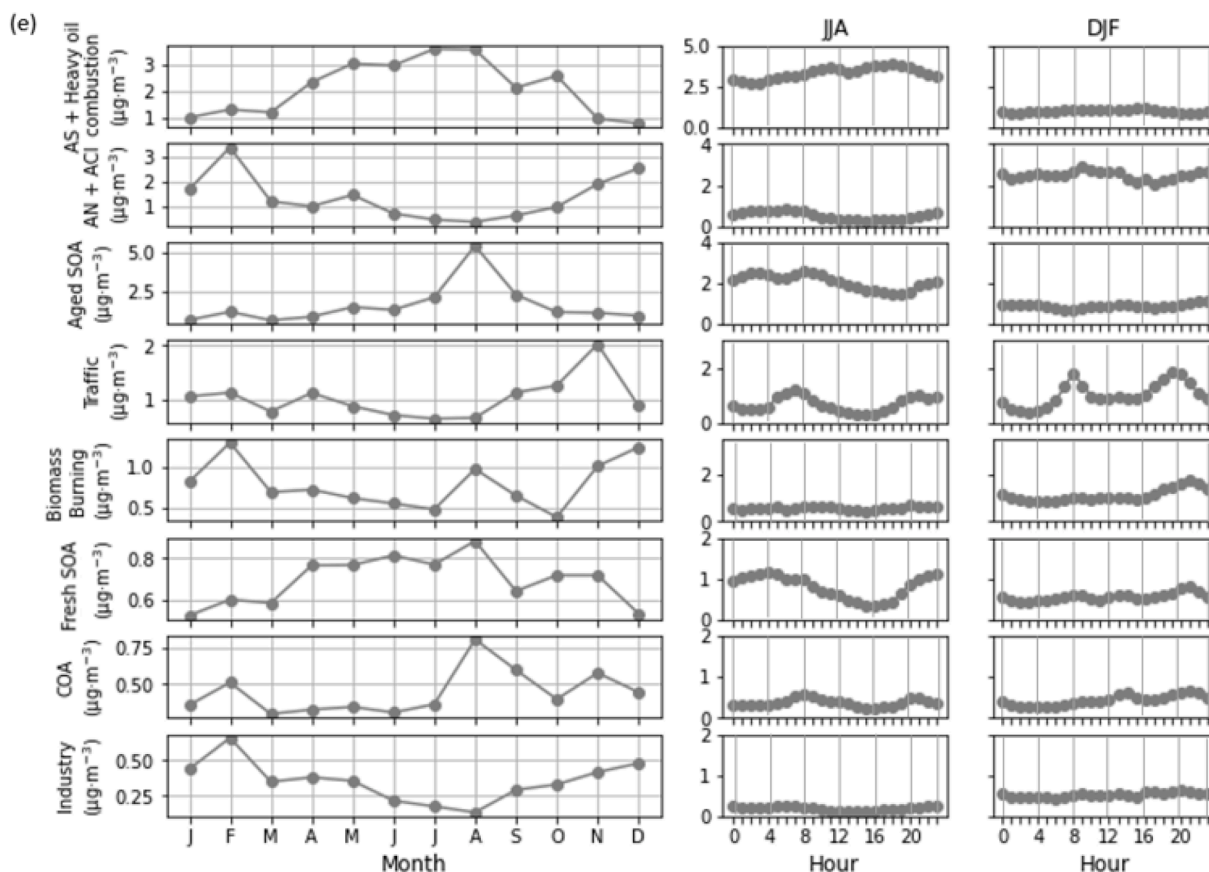 (e)
JJA
DJF
AS + Heavy oil
combustion
(µg·m⁻³)
3
2
1
5.0
2.5
0.0
AN + ACl
(µg·m⁻³)
3
2
1
4
2
0
Aged SOA
(µg·m⁻³)
5.0
2.5
4
2
0
Traffic
(µg·m⁻³)
2
1
2
0
Biomass
Burning
(µg·m⁻³)
1.0
0.5
2
0
Fresh SOA
(µg·m⁻³)
0.8
0.6
2
1
0
COA
(µg·m⁻³)
0.75
0.50
2
1
0
Industry
(µg·m⁻³)
0.50
0.25
2
1
0
J F M A M J J A S O N D
Month
0 4 8 12 16 20
Hour
0 4 8 12 16 20
Hour